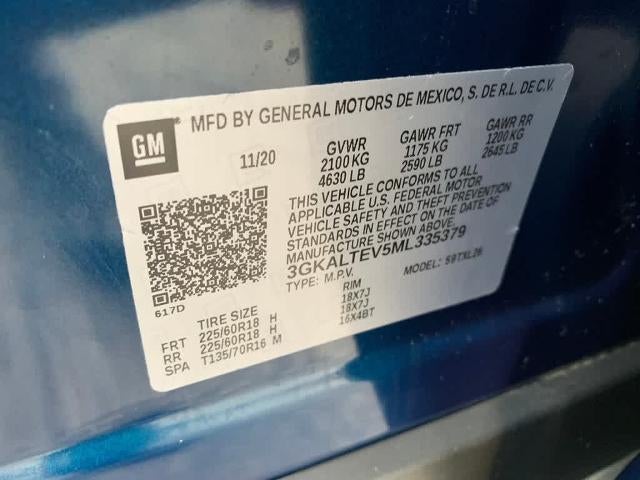 MFD BY GENERAL MOTORS DE MEXICO, S. DE R.L. DE C.V.
GM
11/20
GVWR GAWR FRT GAWR RR
2100 KG 1175 KG 1200 KG
4630 LB 2590 LB 2645 LB
THIS VEHICLE CONFORMS TO ALL
APPLICABLE U.S. FEDERAL MOTOR
VEHICLE SAFETY AND THEFT PREVENTION
STANDARDS IN EFFECT ON THE DATE OF
MANUFACTURE SHOWN ABOVE.
3GKALTEV5ML335379
TYPE: M.P.V. MODEL: S9TXL26
617D
TIRE SIZE RIM
FRT 225/60R18 H 18X7J
RR 225/60R18 H 18X7J
SPA T135/70R16 M 16X4BT